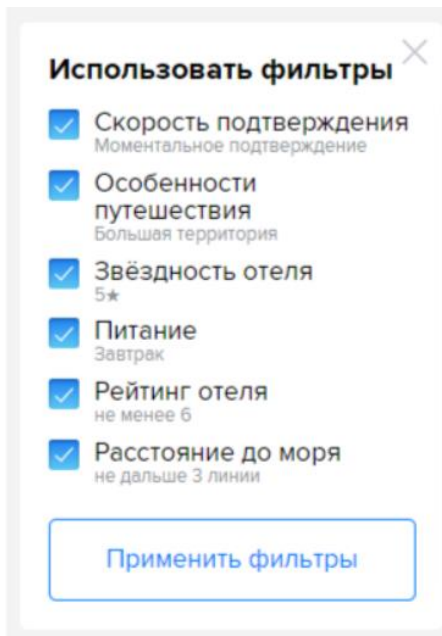 Использовать фильтры
Скорость подтверждения
Моментальное подтверждение
Особенности
путешествия
Большая территория
Звёздность отеля
5★
Питание
Завтрак
Рейтинг отеля
не менее 6
Расстояние до моря
не дальше 3 линии
Применить фильтры